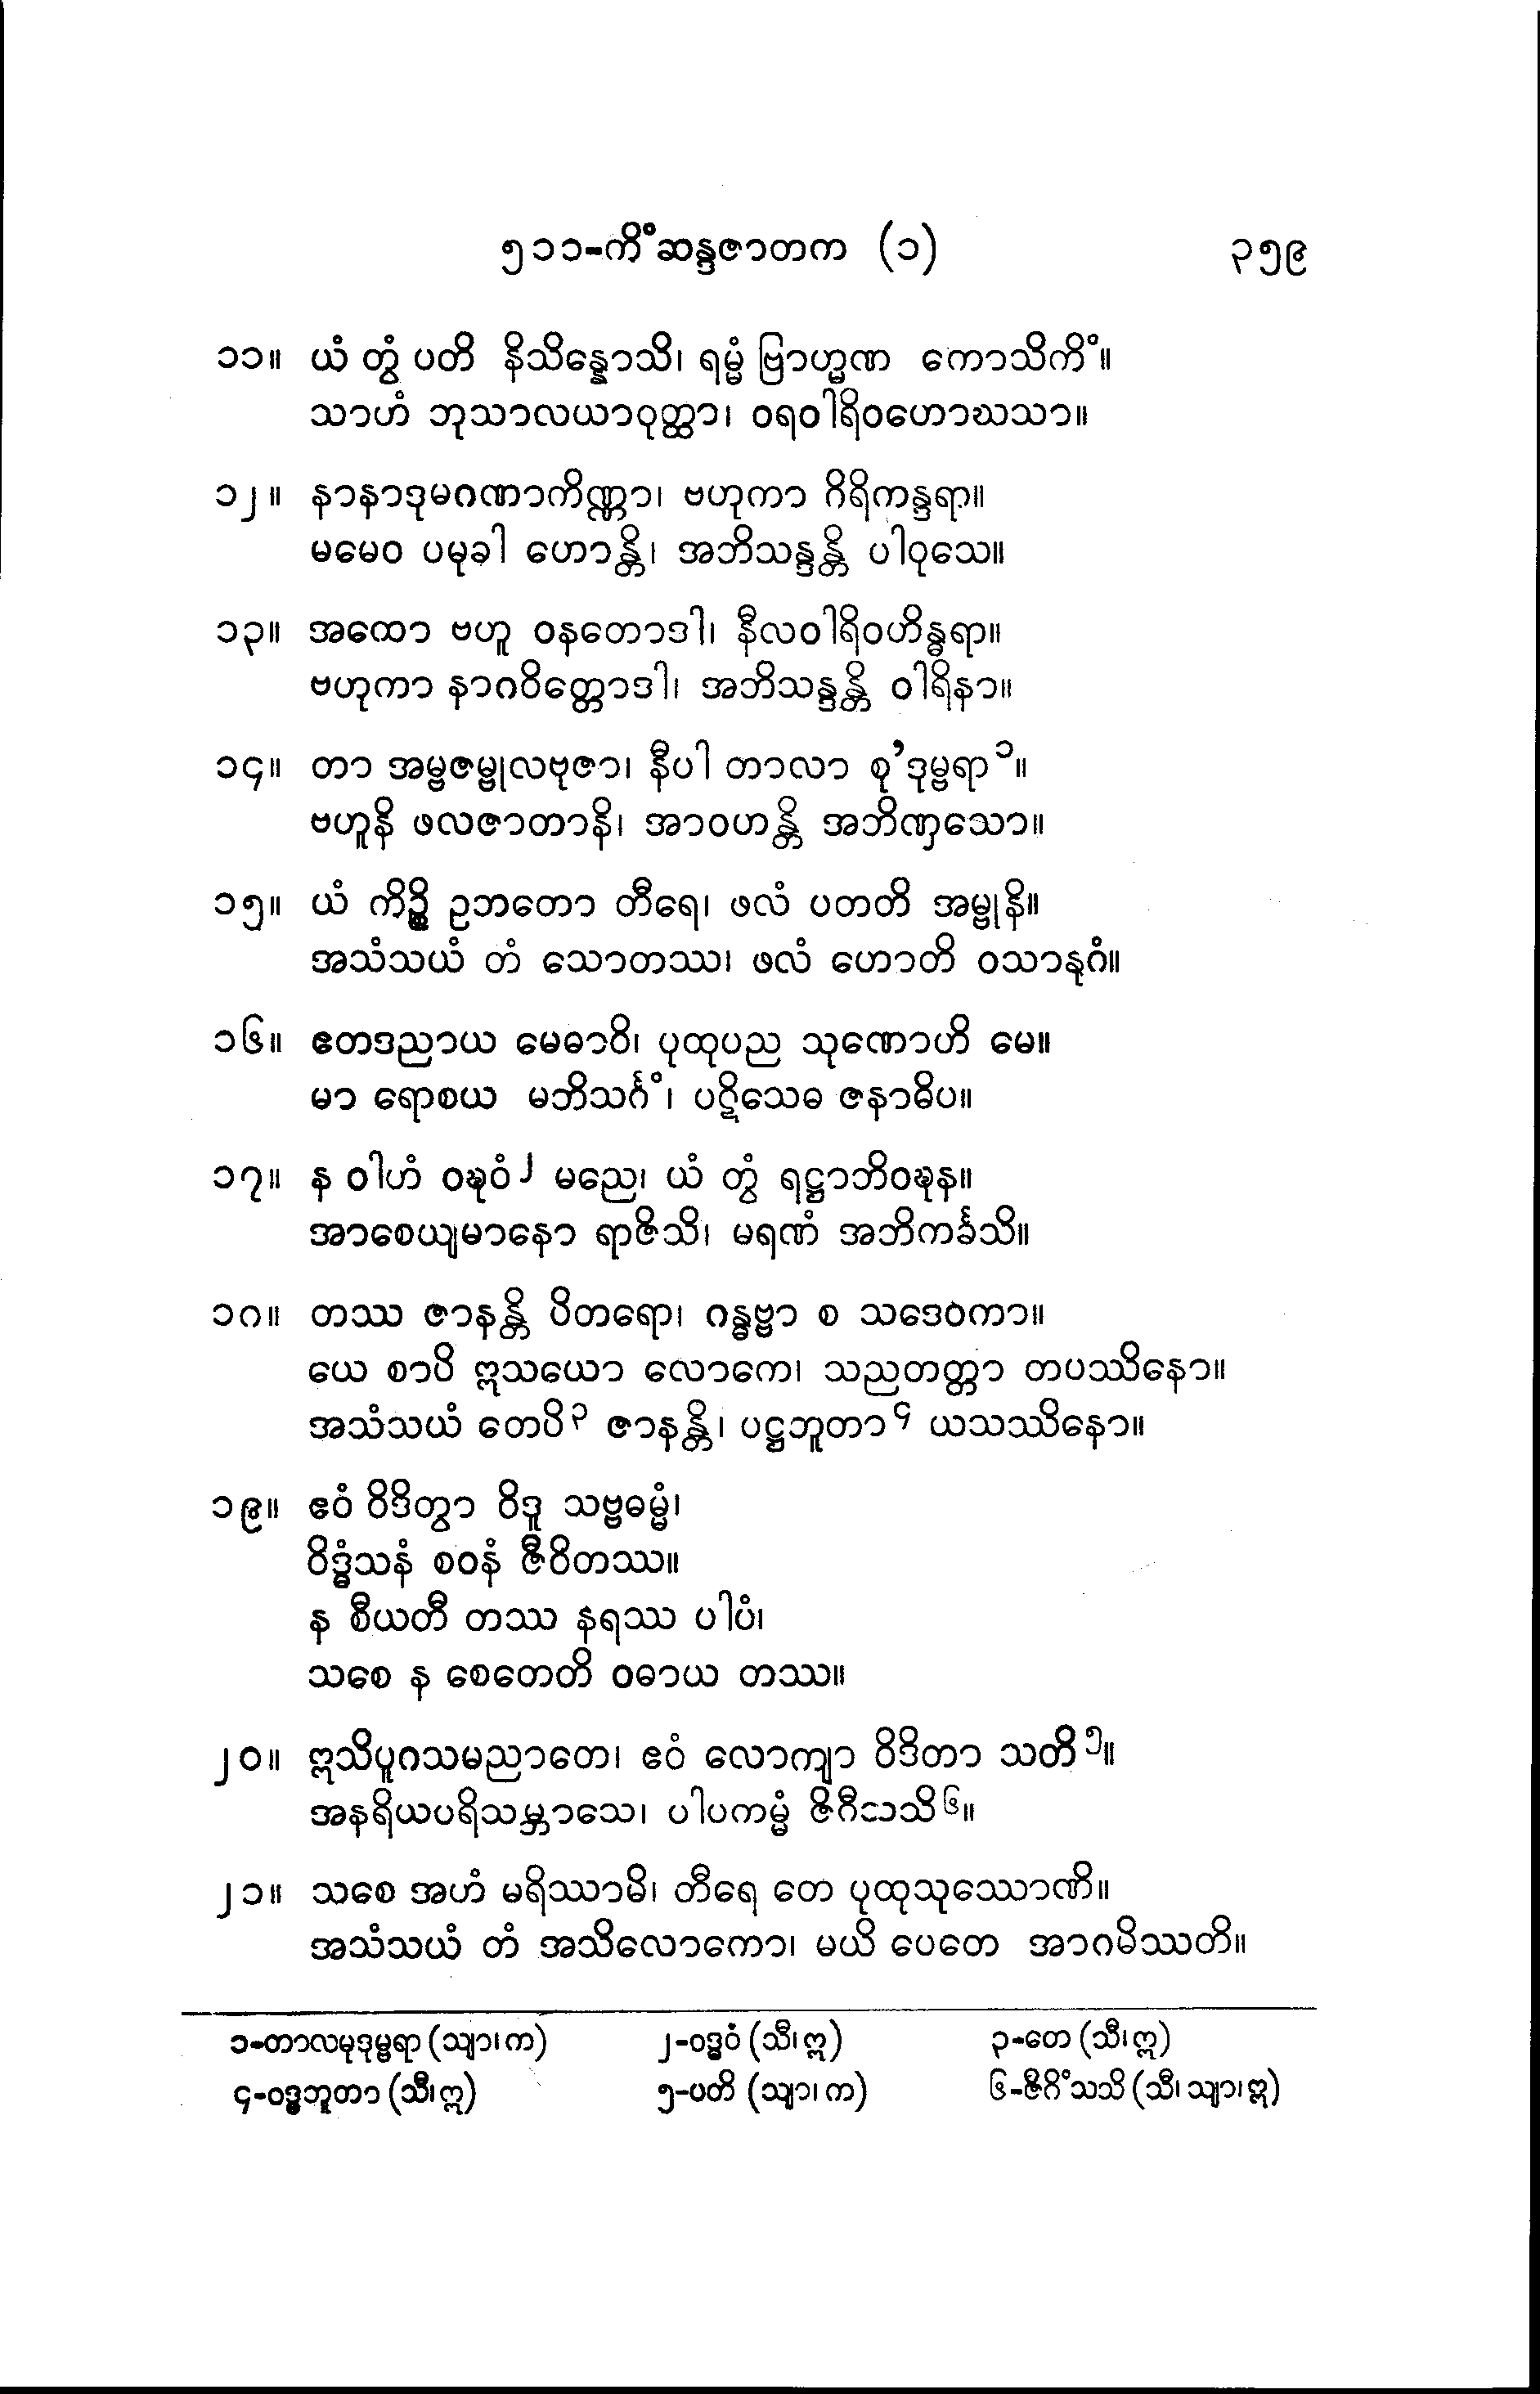 ၅၁၁-ကိံဆန္ဒဇာတက (၁) ၃၅၉
၁၁။ ယံ တွံ ပတိ နိသိန္နောသိ၊ ရမ္မံ ဗြာဟ္မဏ ကောသိကိံ။
သာဟံ ဘုသာလယာဝုတ္ထာ၊ ဝရဝါရိဝဟောဃသာ။
၁၂။ နာနာဒုမဂဏာကိဏ္ဏာ၊ ဗဟုကာ ဂိရိကန္ဒရာ။
မမေဝ ပမုခါ ဟောန္တိ၊ အဘိသန္ဒန္တိ ပါဝုသေ။
၁၃။ အထော ဗဟူ ဝနတောဒါ၊ နီလဝါရိဝဟိန္ဓရာ။
ဗဟုကာ နာဂဝိတ္တောဒါ၊ အဘိသန္ဒန္တိ ဝါရိနာ။
၁၄။ တာ အမ္ဗဇမ္ဗုလဗုဇာ၊ နီပါ တာလာ စု’ဒုမ္ဗရာ၁။
ဗဟူနိ ဖလဇာတာနိ၊ အာဝဟန္တိ အဘိဏှသော။
၁၅။ ယံ ကိဉ္စိ ဥဘတော တီရေ၊ ဖလံ ပတတိ အမ္ဗုနိ။
အသံသယံ တံ သောတဿ၊ ဖလံ ဟောတိ ဝသာနုဂံ။
၁၆။ ဧတဒညာယ မေဓာဝိ၊ ပုထုပည သုဏောဟိ မေ။
မာ ရောစယ မဘိသင်္ဂံ၊ ပဋိသေဓ ဇနာဓိပ။
၁၇။ န ဝါဟံ ဝဍ္ဎဝံ၂ မညေ၊ ယံ တွံ ရဋ္ဌာဘိဝဍ္ဎန။
အာစေယျမာနော ရာဇိသိ၊ မရဏံ အဘိကင်္ခသိ။
၁၈။ တဿ ဇာနန္တိ ပိတရော၊ ဂန္ဓဗ္ဗာ စ သဒေဝကာ။
ယေ စာပိ ဣသယော လောကေ၊ သညတတ္တာ တပဿိနော။
အသံသယံ တေပိ၃ ဇာနန္တိ၊ ပဋ္ဌဘူတာ၄ ယသဿိနော။
၁၉။ ဧဝံ ဝိဒိတွာ ဝိဒူ သဗ္ဗဓမ္မံ၊
ဝိဒ္ဓံသနံ စဝနံ ဇီဝိတဿ။
န စီယတီ တဿ နရဿ ပါပံ၊
သစေ န စေတေတိ ဝဓာယ တဿ။
၂၀။ ဣသိပူဂသမညာတေ၊ ဧဝံ လောကျာ ဝိဒိတာ သတိ၅။
အနရိယပရိသမ္ဘာသေ၊ ပါပကမ္မံ ဇိဂီသသိ၆။
၂၁။ သစေ အဟံ မရိဿာမိ၊ တီရေ တေ ပုထုသုဿောဏိ။
အသံသယံ တံ အသိလောကော၊ မယိ ပေတေ အာဂမိဿတိ။
၁-တာလမုဒုမ္ဗရာ (သျာ၊ က) ၂-ဝဒ္ဓဝံ (သီ၊ ဣ) ၃-တေ (သီ၊ ဣ)
၄-ဝဒ္ဓဘူတာ (သီ၊ ဣ) ၅-ပတိ (သျာ၊ က) ၆-ဇိဂိံသသိ (သီ၊ သျာ၊ ဣ)